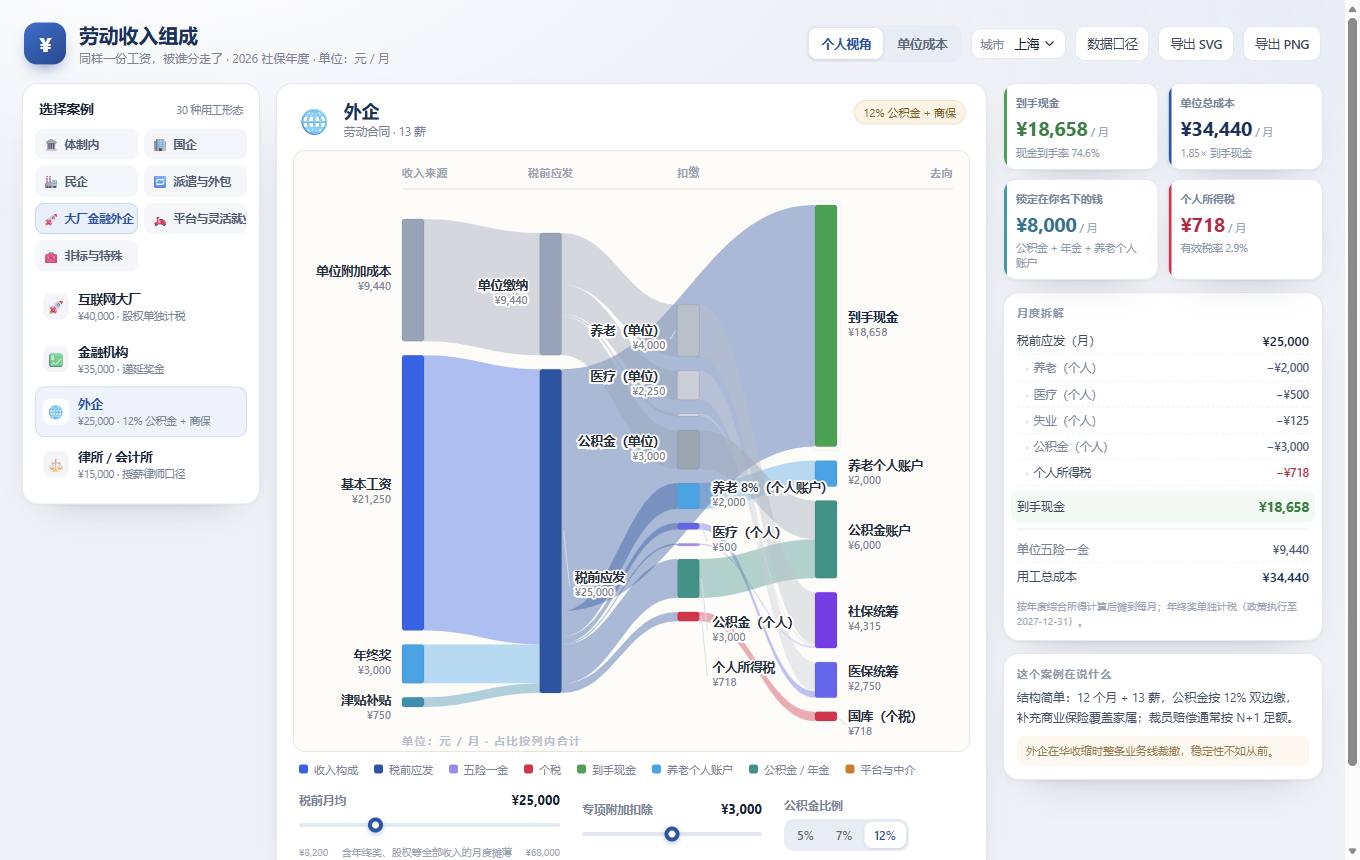 ¥
劳动收入组成
同样一份工资，被谁分走了 · 2026 社保年度 · 单位：元 / 月
个人视角
单位成本
城市
上海
数据口径
导出 SVG
导出 PNG
选择案例
30 种用工形态
体制内
国企
民企
派遣与外包
大厂金融外企
平台与灵活就业
非标与特殊
互联网大厂
¥40,000 · 股权单独计税
金融机构
¥35,000 · 递延奖金
外企
¥25,000 · 12% 公积金 + 商保
律所 / 会计所
¥15,000 · 授薪律师口径
外企
劳动合同 · 13 薪
12% 公积金 + 商保
收入来源
税前应发
扣缴
去向
单位附加成本
¥9,440
基本工资
¥21,250
年终奖
¥3,000
津贴补贴
¥750
单位缴纳
¥9,440
税前应发
¥25,000
养老（单位）
¥4,000
医疗（单位）
¥2,250
公积金（单位）
¥3,000
养老 8%（个人账户）
¥2,000
医疗（个人）
¥500
公积金（个人）
¥3,000
个人所得税
¥718
到手现金
¥18,658
养老个人账户
¥2,000
公积金账户
¥6,000
社保统筹
¥4,315
医保统筹
¥2,750
国库（个税）
¥718
单位：元 / 月 · 占比按列内合计
收入构成
税前应发
五险一金
个税
到手现金
养老个人账户
公积金 / 年金
平台与中介
税前月均
¥25,000
¥8,200
含年终奖、股权等全部收入的月度摊薄
¥68,000
专项附加扣除
¥3,000
公积金比例
5%
7%
12%
到手现金
¥18,658 / 月
现金到手率 74.6%
单位总成本
¥34,440 / 月
1.85× 到手现金
锁定在你名下的钱
¥8,000 / 月
公积金 + 年金 + 养老个人
账户
个人所得税
¥718 / 月
有效税率 2.9%
月度拆解
税前应发（月）
¥25,000
· 养老（个人）
−¥2,000
· 医疗（个人）
−¥500
· 失业（个人）
−¥125
· 公积金（个人）
−¥3,000
· 个人所得税
−¥718
到手现金
¥18,658
单位五险一金
¥9,440
用工总成本
¥34,440
按年度综合所得计算后摊到每月；年终奖单独计税（政策执行至
2027-12-31）。
这个案例在说什么
结构简单：12 个月 + 13 薪，公积金按 12% 双边缴，
补充商业保险覆盖家属；裁员赔偿通常按 N+1 足额。
外企在华收缩时整条业务线裁撤，稳定性不如从前。